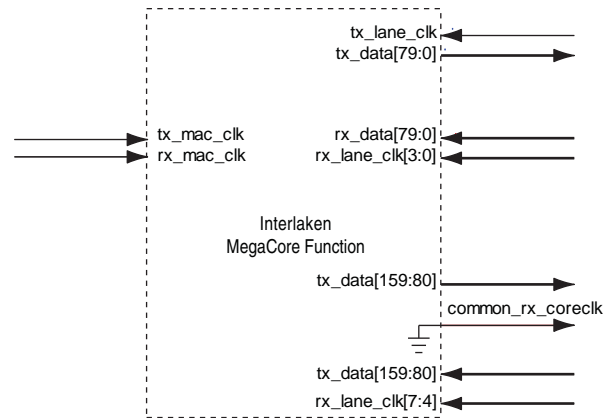 tx_lane_clk
tx_data[79:0]
tx_mac_clk
rx_data[79:0]
rx_mac_clk
rx_lane_clk[3:0]
Interlaken
MegaCore Function
tx_data[159:80]
common_rx_coreclk
tx_data[159:80]
rx_lane_clk[7:4]